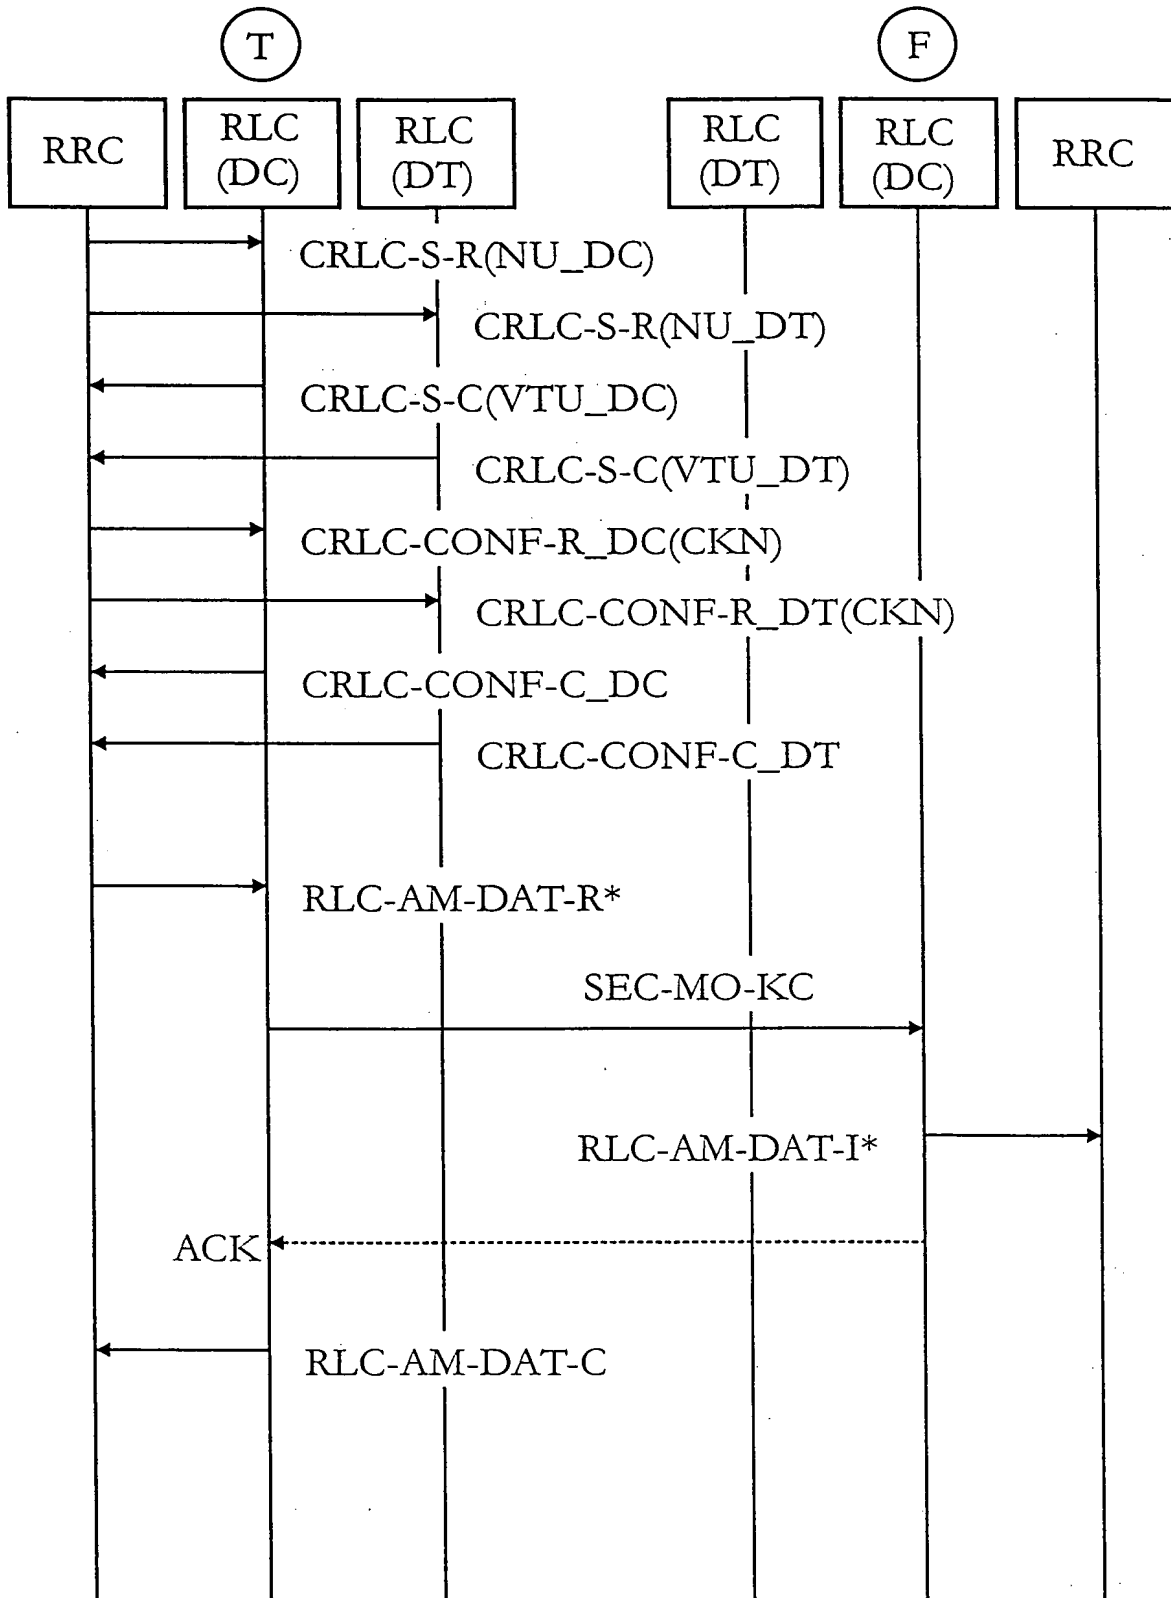 T
F
RRC
RLC
(DC)
RLC
(DT)
RLC
(DT)
RLC
(DC)
RRC
CRLC-S-R(NU_DC)
CRLC-S-R(NU_DT)
CRLC-S-C(VTU_DC)
CRLC-S-C(VTU_DT)
CRLC-CONF-R_DC(CKN)
CRLC-CONF-R_DT(CKN)
CRLC-CONF-C_DC
CRLC-CONF-C_DT
RLC-AM-DAT-R*
SEC-MO-KC
RLC-AM-DAT-I*
ACK
RLC-AM-DAT-C